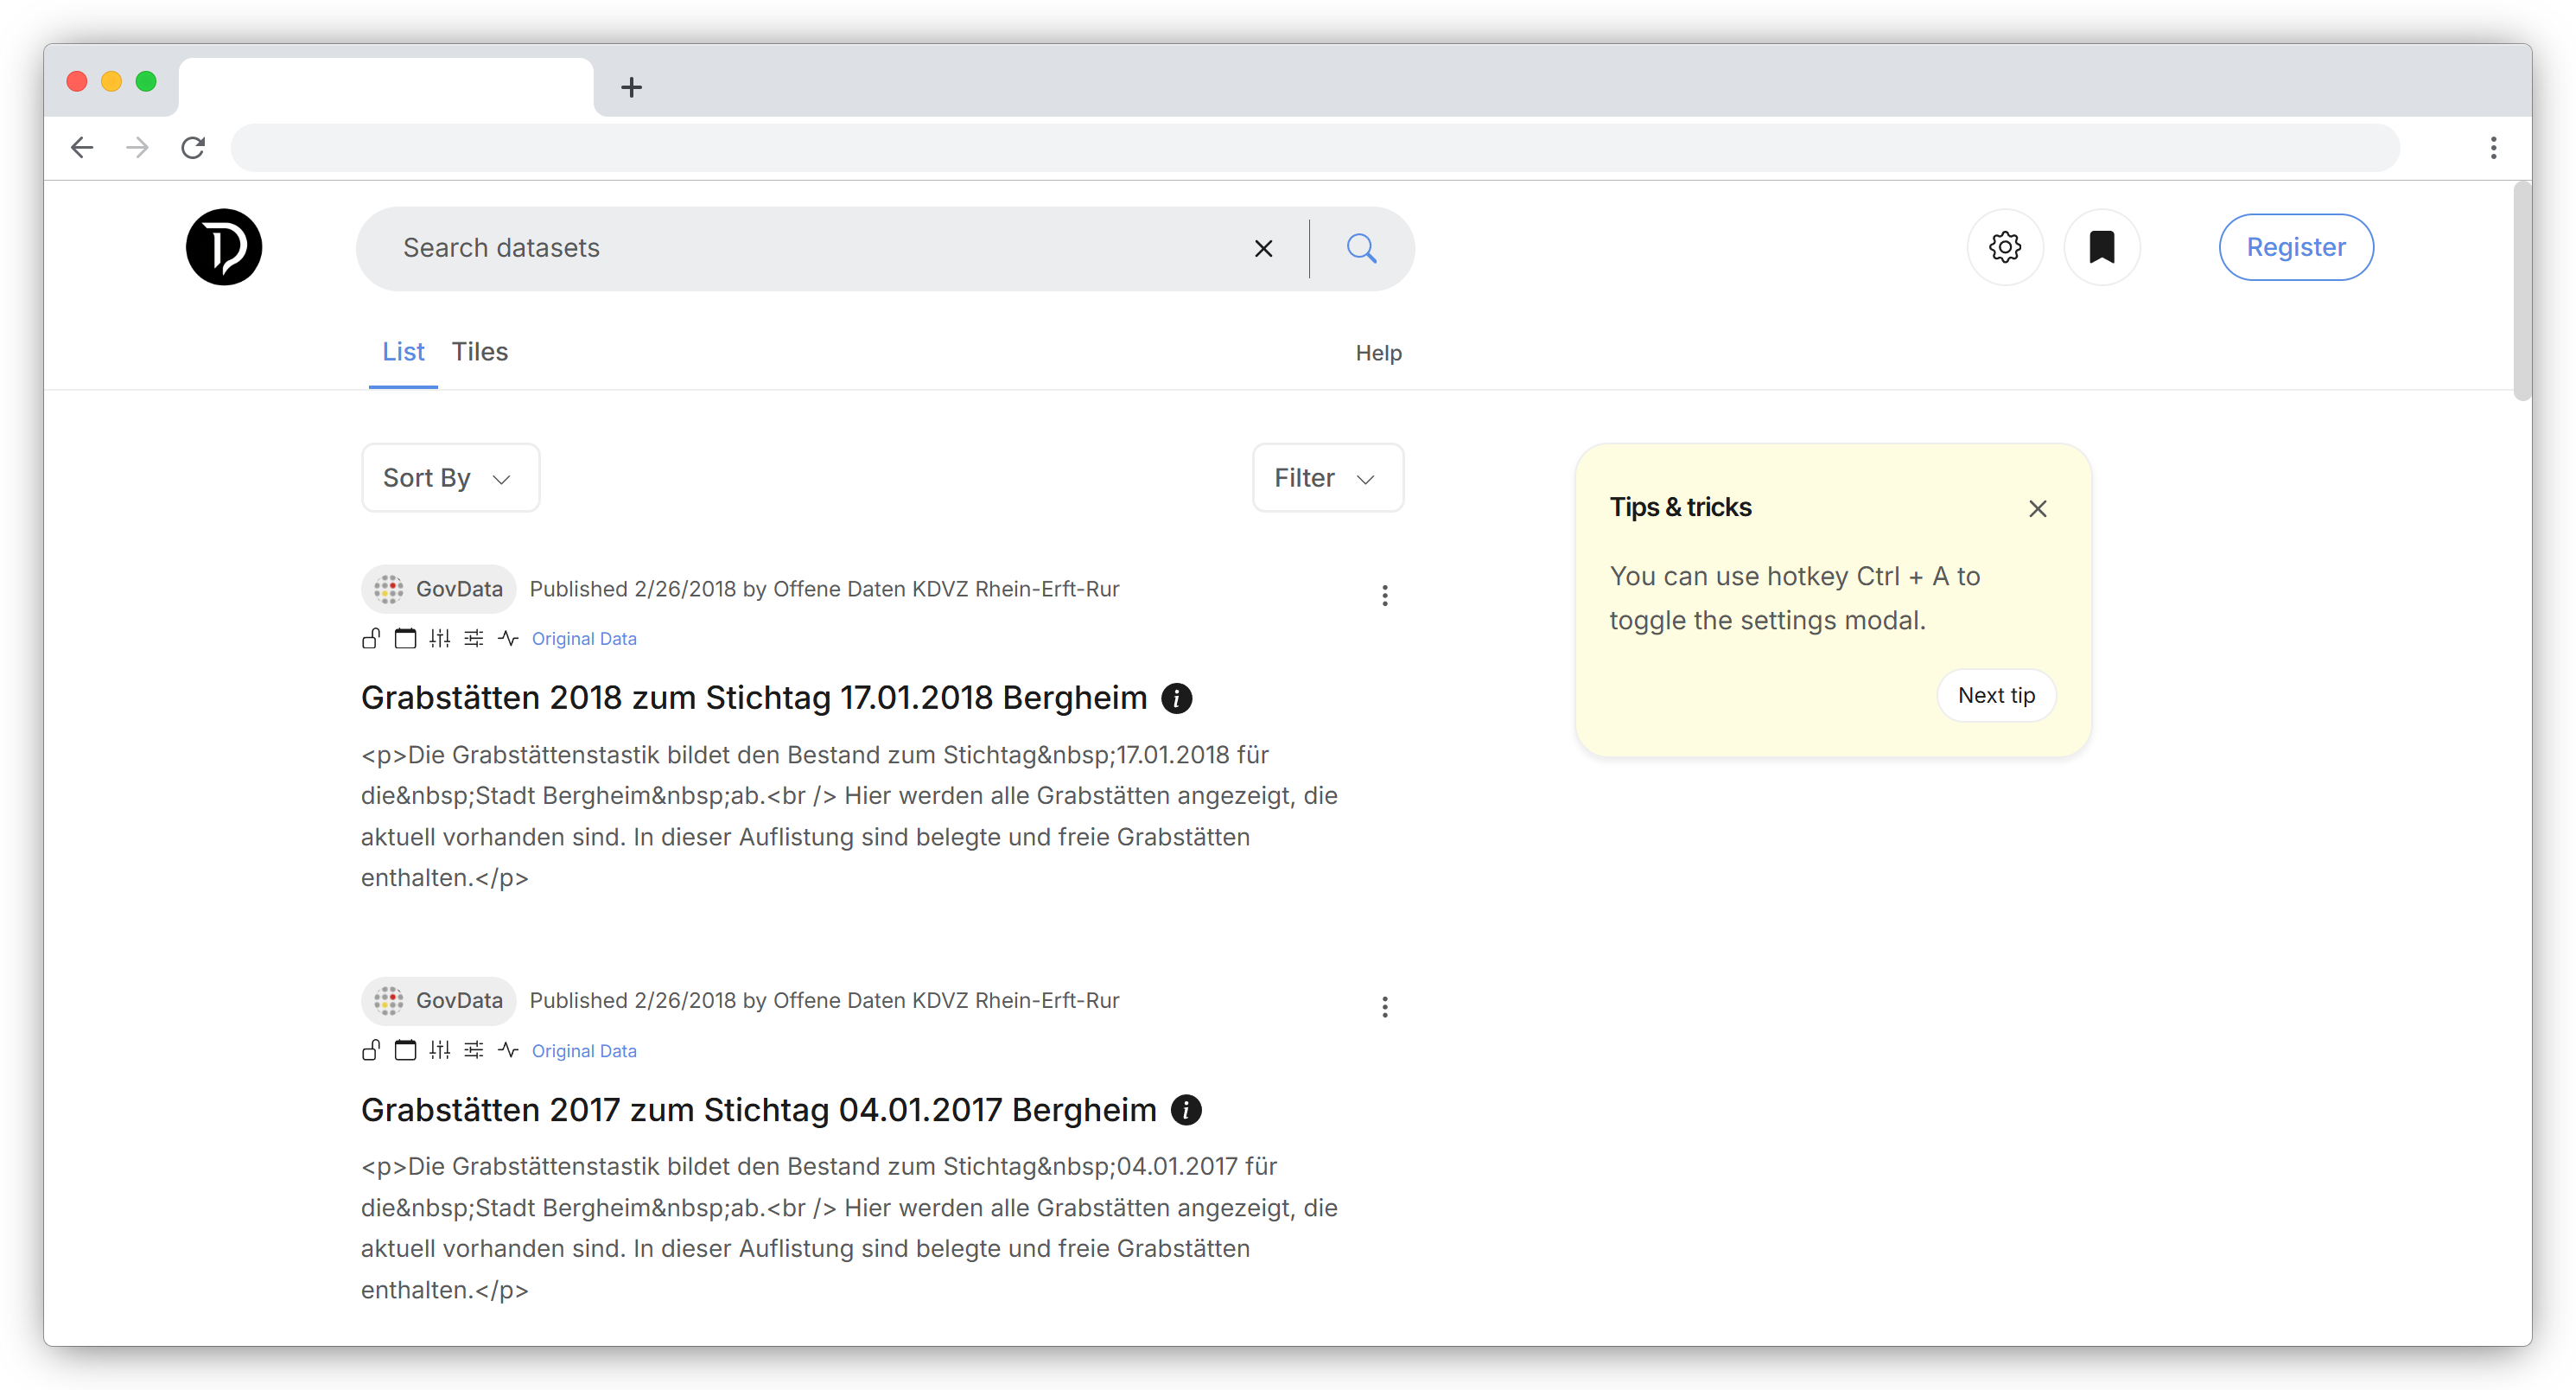 Search datasets
Register
List Tiles Help
Sort By
Filter
Tips & tricks
You can use hotkey Ctrl + A to
toggle the settings modal.
Next tip
GovData Published 2/26/2018 by Offene Daten KDVZ Rhein-Erft-Rur
Original Data
Grabstätten 2018 zum Stichtag 17.01.2018 Bergheim
<p>Die Grabstättenstastik bildet den Bestand zum Stichtag&nbsp;17.01.2018 für
die&nbsp;Stadt Bergheim&nbsp;ab.<br /> Hier werden alle Grabstätten angezeigt, die
aktuell vorhanden sind. In dieser Auflistung sind belegte und freie Grabstätten
enthalten.</p>
GovData Published 2/26/2018 by Offene Daten KDVZ Rhein-Erft-Rur
Original Data
Grabstätten 2017 zum Stichtag 04.01.2017 Bergheim
<p>Die Grabstättenstastik bildet den Bestand zum Stichtag&nbsp;04.01.2017 für
die&nbsp;Stadt Bergheim&nbsp;ab.<br /> Hier werden alle Grabstätten angezeigt, die
aktuell vorhanden sind. In dieser Auflistung sind belegte und freie Grabstätten
enthalten.</p>